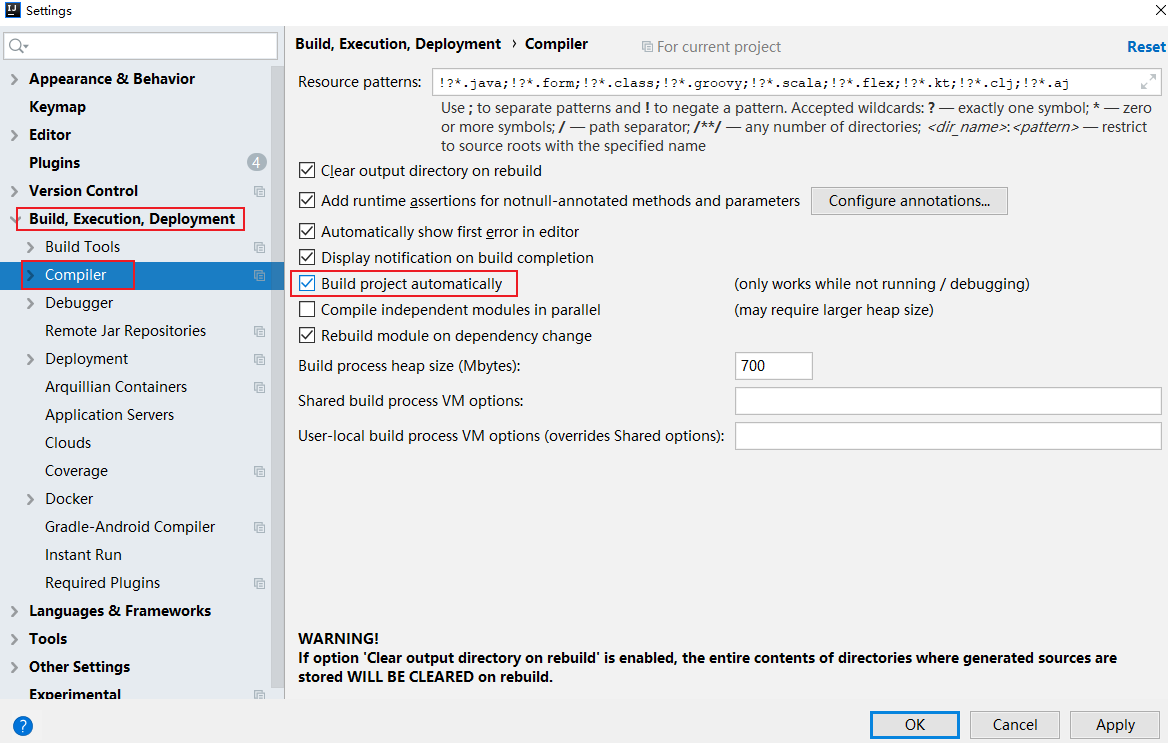 Settings
Appearance & Behavior
Keymap
Editor
Plugins 4
Version Control
Build, Execution, Deployment
Build Tools
Compiler
Debugger
Remote Jar Repositories
Deployment
Arquillian Containers
Application Servers
Clouds
Coverage
Docker
Gradle-Android Compiler
Instant Run
Required Plugins
Languages & Frameworks
Tools
Other Settings
Experimental
?
Build, Execution, Deployment › Compiler For current project Reset
Resource patterns: !?*.java;!?*.form;!?*.class;!?*.groovy;!?*.scala;!?*.flex;!?*.kt;!?*.clj;!?*.aj
Use ; to separate patterns and ! to negate a pattern. Accepted wildcards: ? — exactly one symbol; * — zero
or more symbols; / — path separator; /**/ — any number of directories; <dir_name>:<pattern> — restrict
to source roots with the specified name
Clear output directory on rebuild
Add runtime assertions for notnull-annotated methods and parameters Configure annotations...
Automatically show first error in editor
Display notification on build completion
Build project automatically (only works while not running / debugging)
Compile independent modules in parallel (may require larger heap size)
Rebuild module on dependency change
Build process heap size (Mbytes): 700
Shared build process VM options:
User-local build process VM options (overrides Shared options):
WARNING!
If option 'Clear output directory on rebuild' is enabled, the entire contents of directories where generated sources are
stored WILL BE CLEARED on rebuild.
OK Cancel Apply